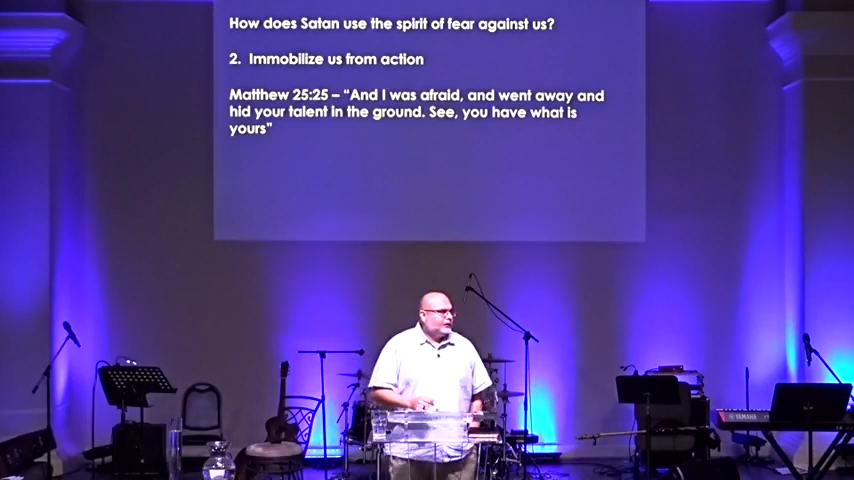 How does Satan use the spirit of fear against us?
2. Immobilize us from action
Matthew 25:25 – “And I was afraid, and went away and
hid your talent in the ground. See, you have what is
yours”
YAMAHA